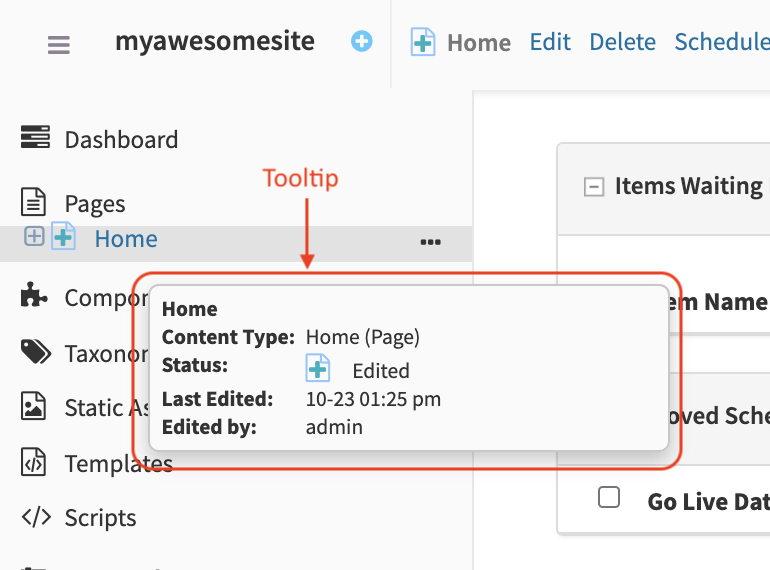 myawesomesite Home Edit Delete Schedule
Dashboard
Tooltip
Pages
Items Waiting
Home
Home
Compon
em Name
Content Type: Home (Page)
Taxonor
Status: Edited
Last Edited: 10-23 01:25 pm
Static As
oved Sche
Edited by: admin
Templates
Go Live Dat
Scripts